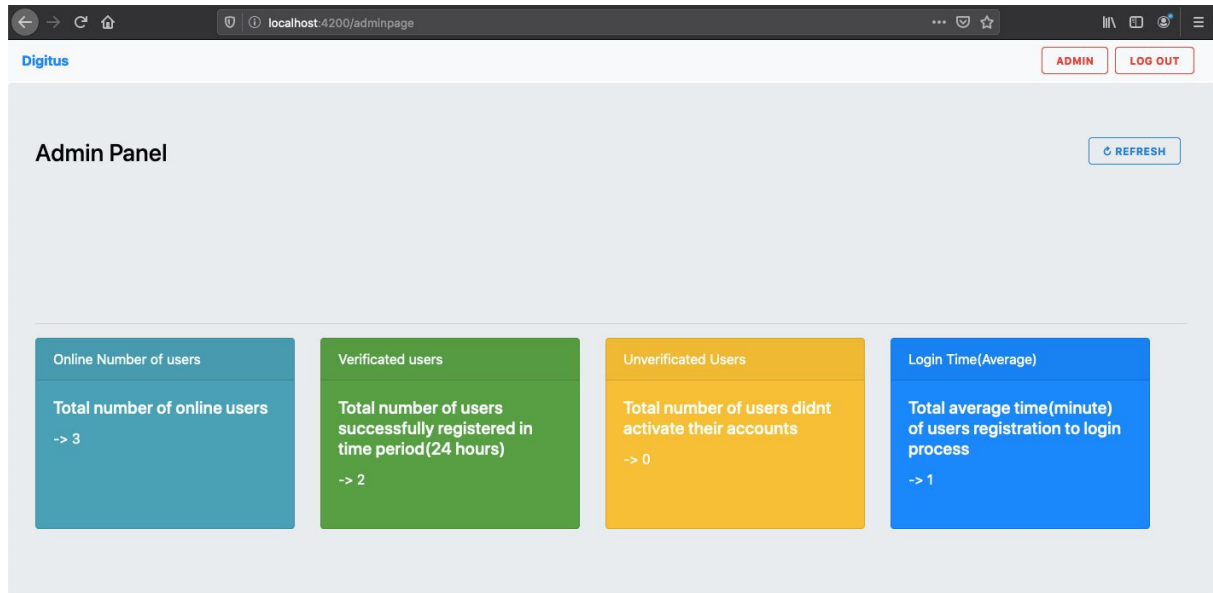 localhost:4200/adminpage
Digitus
ADMIN
LOG OUT
Admin Panel
REFRESH
Online Number of users
Total number of online users
-> 3
Verificated users
Total number of users
successfully registered in
time period(24 hours)
-> 2
Unverificated Users
Total number of users didnt
activate their accounts
-> 0
Login Time(Average)
Total average time(minute)
of users registration to login
process
-> 1